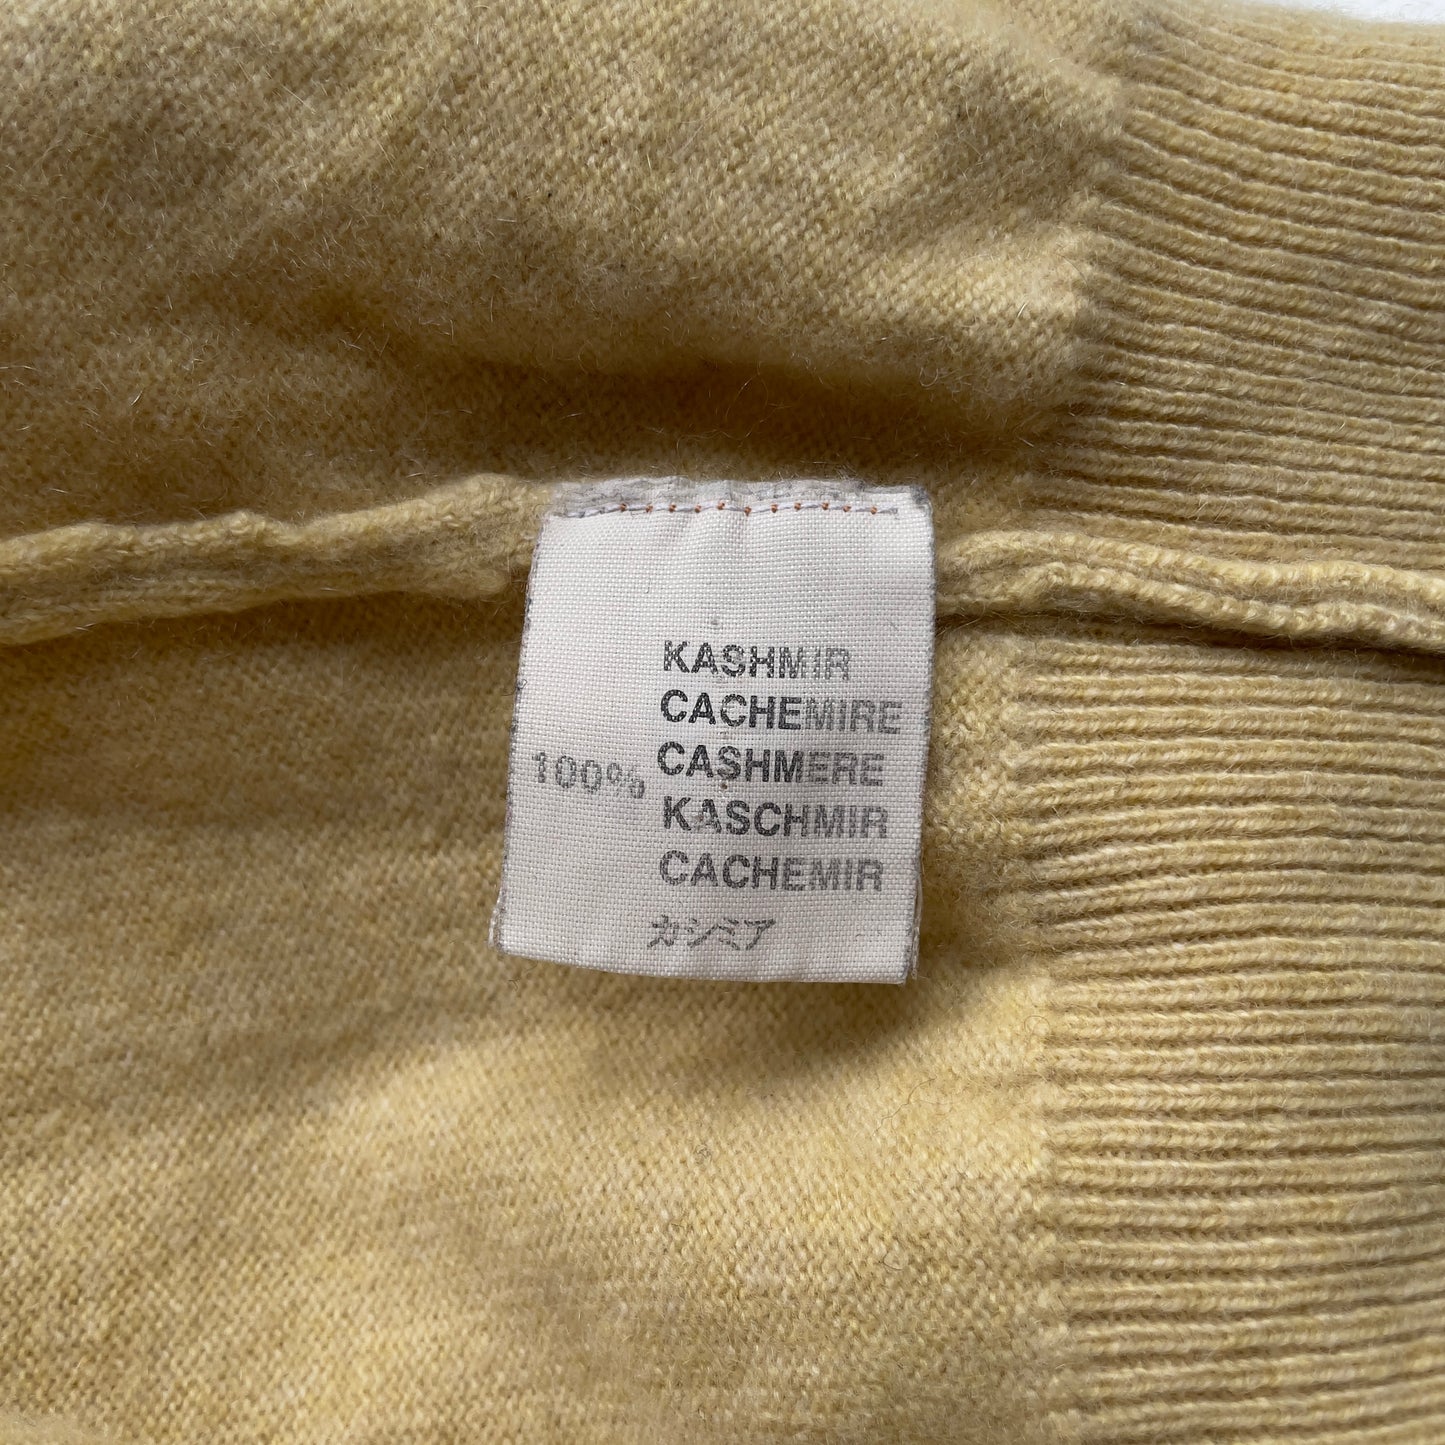 KASHMIR
CACHEMIRE
100% CASHMERE
KASCHMIR
CACHEMIR
カシミア